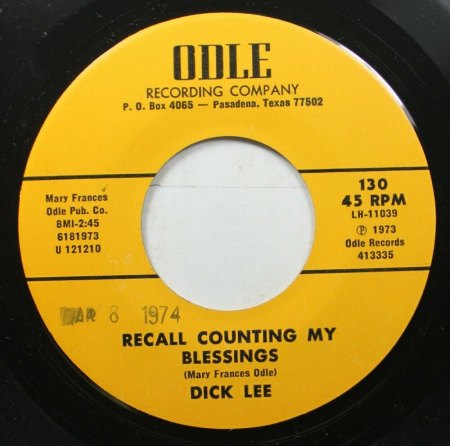 ODLE
RECORDING COMPANY
P. O. Box 4065 — Pasadena, Texas 77502
Mary Frances
Odle Pub. Co.
BMI-2:45
6181973
U 121210
130
45 RPM
LH-11039
Ⓟ 1973
Odle Records
413335
MAR 8 1974
RECALL COUNTING MY
BLESSINGS
(Mary Frances Odle)
DICK LEE